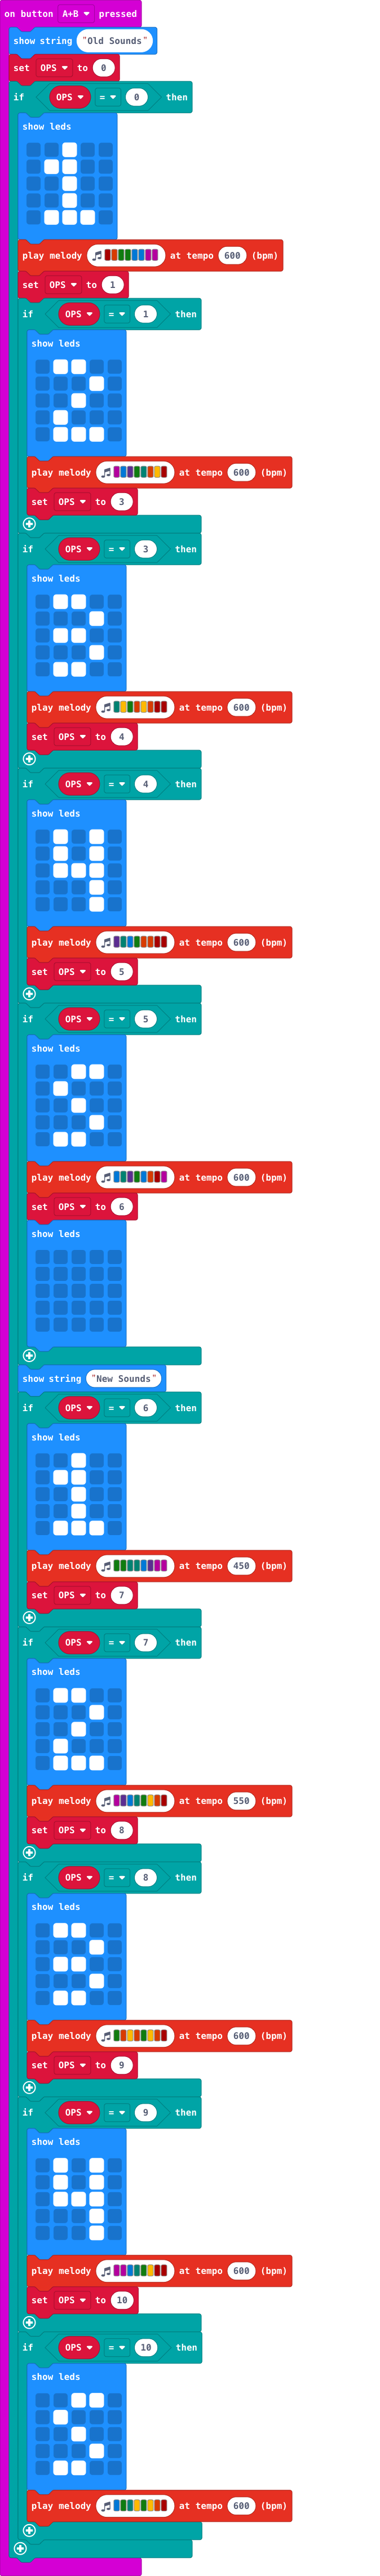 on button A+B pressed
show string "Old Sounds"
set OPS to 0
if OPS = 0 then
show leds
play melody at tempo 600 (bpm)
set OPS to 1
if OPS = 1 then
show leds
play melody at tempo 600 (bpm)
set OPS to 3
if OPS = 3 then
show leds
play melody at tempo 600 (bpm)
set OPS to 4
if OPS = 4 then
show leds
play melody at tempo 600 (bpm)
set OPS to 5
if OPS = 5 then
show leds
play melody at tempo 600 (bpm)
set OPS to 6
show leds
show string "New Sounds"
if OPS = 6 then
show leds
play melody at tempo 450 (bpm)
set OPS to 7
if OPS = 7 then
show leds
play melody at tempo 550 (bpm)
set OPS to 8
if OPS = 8 then
show leds
play melody at tempo 600 (bpm)
set OPS to 9
if OPS = 9 then
show leds
play melody at tempo 600 (bpm)
set OPS to 10
if OPS = 10 then
show leds
play melody at tempo 600 (bpm)